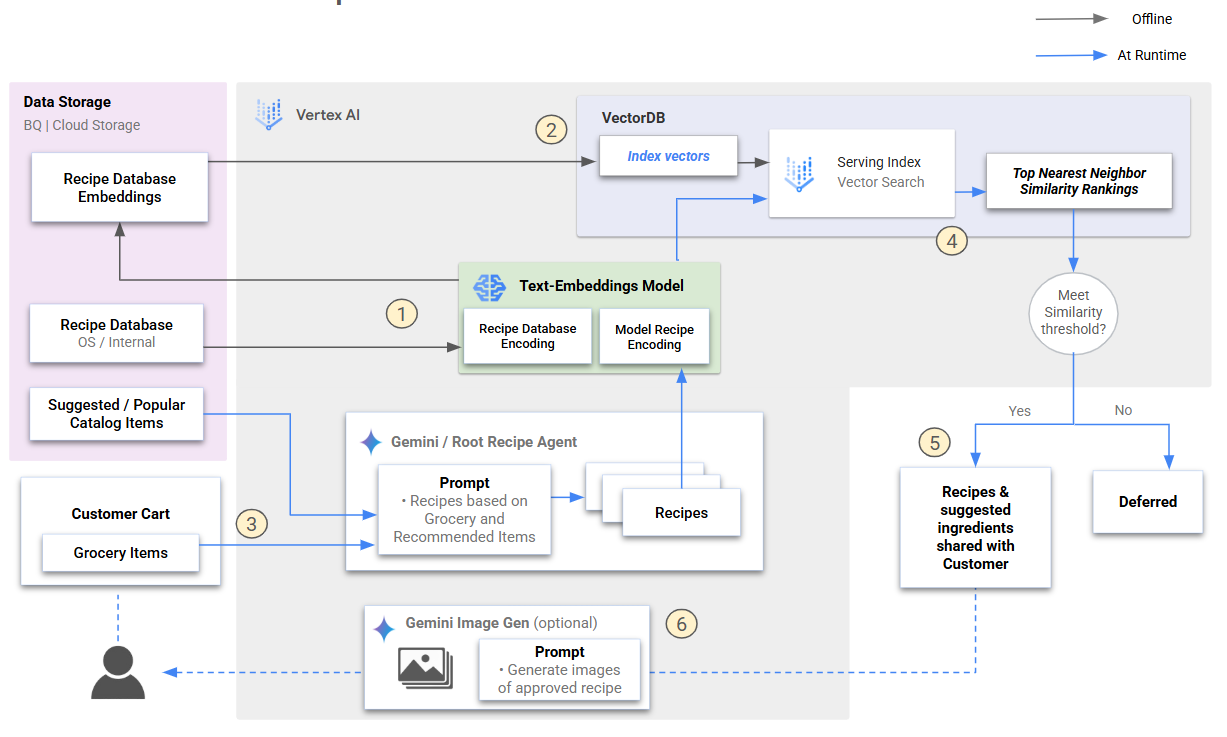 Offline
At Runtime
Data Storage
BQ | Cloud Storage
Recipe Database
Embeddings
Recipe Database
OS / Internal
Suggested / Popular
Catalog Items
Customer Cart
Grocery Items
Vertex AI
VectorDB
2
Index vectors
Serving Index
Vector Search
Top Nearest Neighbor
Similarity Rankings
4
1
Text-Embeddings Model
Recipe Database
Encoding
Model Recipe
Encoding
Meet
Similarity
threshold?
Yes
No
3
Gemini / Root Recipe Agent
Prompt
• Recipes based on
Grocery and
Recommended Items
Recipes
5
Recipes &
suggested
ingredients
shared with
Customer
Deferred
Gemini Image Gen (optional)
6
Prompt
• Generate images
of approved recipe